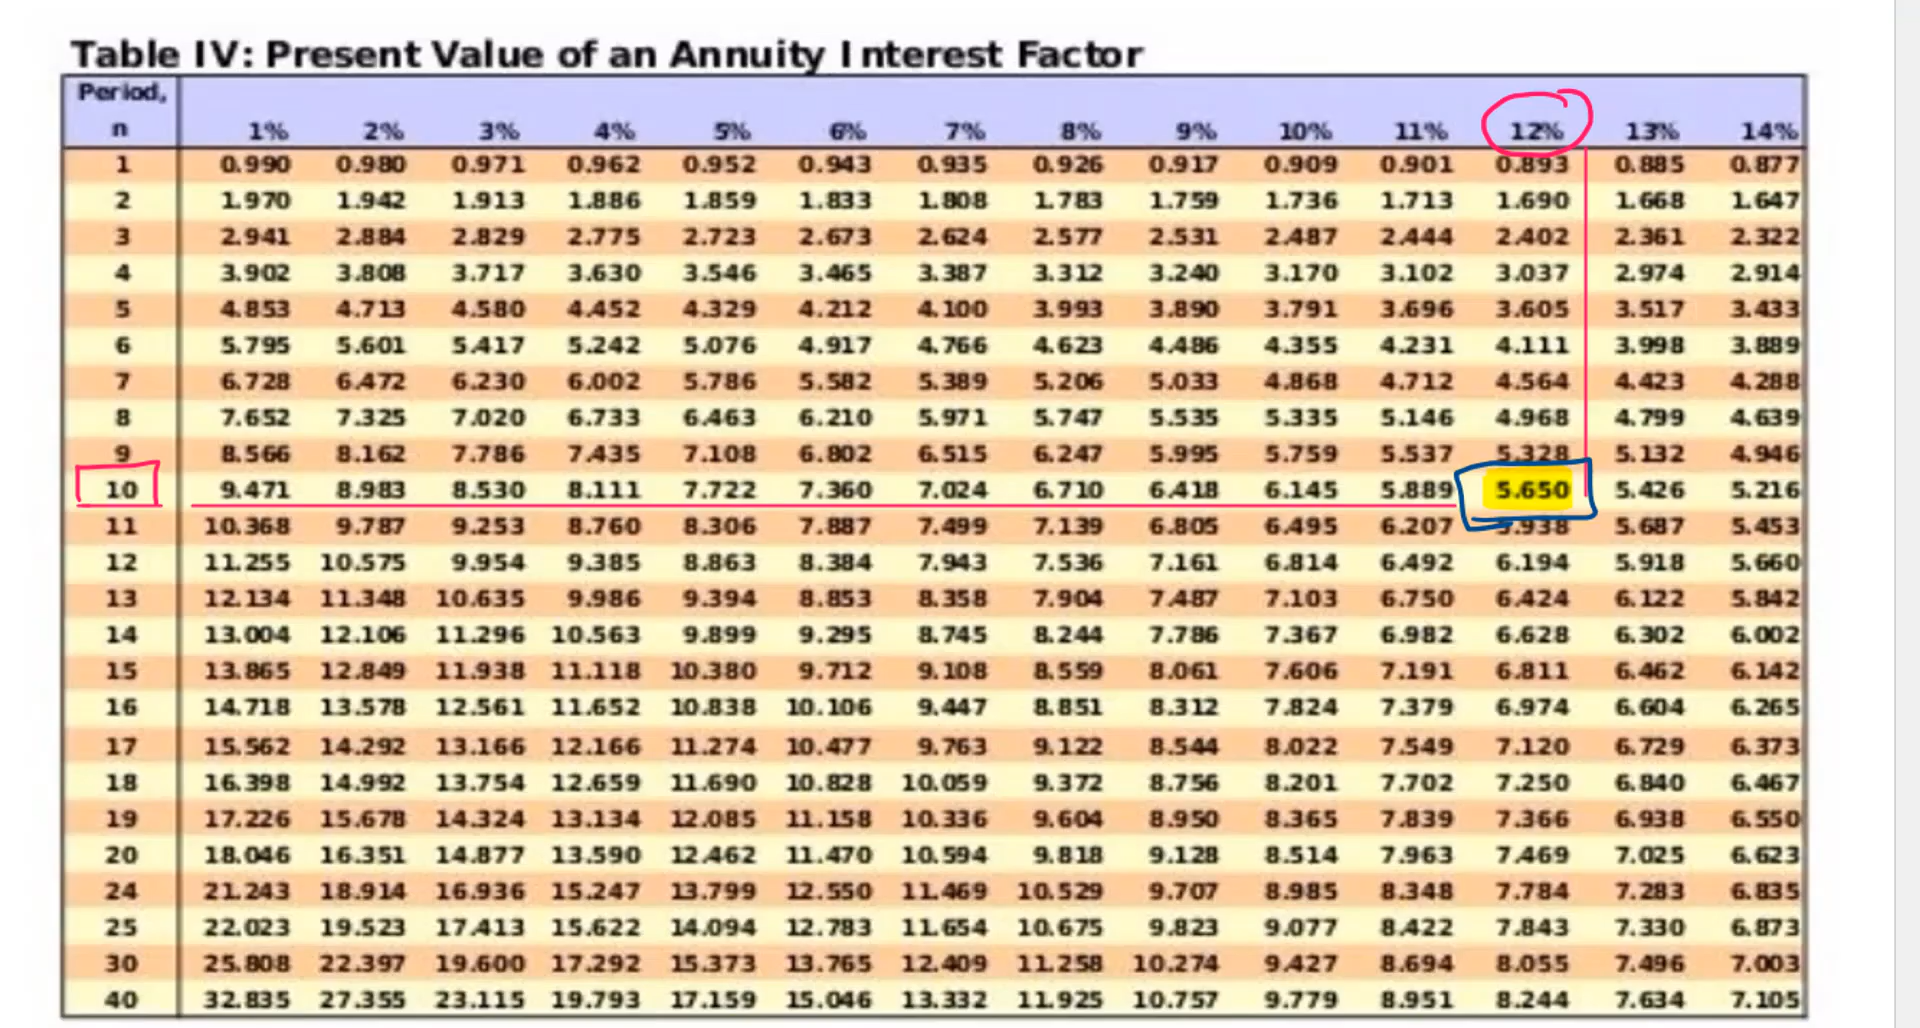 Table IV: Present Value of an Annuity Interest Factor
Period,
n 1% 2% 3% 4% 5% 6% 7% 8% 9% 10% 11% 12% 13% 14%
1 0.990 0.980 0.971 0.962 0.952 0.943 0.935 0.926 0.917 0.909 0.901 0.893 0.885 0.877
2 1.970 1.942 1.913 1.886 1.859 1.833 1.808 1.783 1.759 1.736 1.713 1.690 1.668 1.647
3 2.941 2.884 2.829 2.775 2.723 2.673 2.624 2.577 2.531 2.487 2.444 2.402 2.361 2.322
4 3.902 3.808 3.717 3.630 3.546 3.465 3.387 3.312 3.240 3.170 3.102 3.037 2.974 2.914
5 4.853 4.713 4.580 4.452 4.329 4.212 4.100 3.993 3.890 3.791 3.696 3.605 3.517 3.433
6 5.795 5.601 5.417 5.242 5.076 4.917 4.766 4.623 4.486 4.355 4.231 4.111 3.998 3.889
7 6.728 6.472 6.230 6.002 5.786 5.582 5.389 5.206 5.033 4.868 4.712 4.564 4.423 4.288
8 7.652 7.325 7.020 6.733 6.463 6.210 5.971 5.747 5.535 5.335 5.146 4.968 4.799 4.639
9 8.566 8.162 7.786 7.435 7.108 6.802 6.515 6.247 5.995 5.759 5.537 5.328 5.132 4.946
10 9.471 8.983 8.530 8.111 7.722 7.360 7.024 6.710 6.418 6.145 5.889 5.650 5.426 5.216
11 10.368 9.787 9.253 8.760 8.306 7.887 7.499 7.139 6.805 6.495 6.207 5.938 5.687 5.453
12 11.255 10.575 9.954 9.385 8.863 8.384 7.943 7.536 7.161 6.814 6.492 6.194 5.918 5.660
13 12.134 11.348 10.635 9.986 9.394 8.853 8.358 7.904 7.487 7.103 6.750 6.424 6.122 5.842
14 13.004 12.106 11.296 10.563 9.899 9.295 8.745 8.244 7.786 7.367 6.982 6.628 6.302 6.002
15 13.865 12.849 11.938 11.118 10.380 9.712 9.108 8.559 8.061 7.606 7.191 6.811 6.462 6.142
16 14.718 13.578 12.561 11.652 10.838 10.106 9.447 8.851 8.312 7.824 7.379 6.974 6.604 6.265
17 15.562 14.292 13.166 12.166 11.274 10.477 9.763 9.122 8.544 8.022 7.549 7.120 6.729 6.373
18 16.398 14.992 13.754 12.659 11.690 10.828 10.059 9.372 8.756 8.201 7.702 7.250 6.840 6.467
19 17.226 15.678 14.324 13.134 12.085 11.158 10.336 9.604 8.950 8.365 7.839 7.366 6.938 6.550
20 18.046 16.351 14.877 13.590 12.462 11.470 10.594 9.818 9.128 8.514 7.963 7.469 7.025 6.623
24 21.243 18.914 16.936 15.247 13.799 12.550 11.469 10.529 9.707 8.985 8.348 7.784 7.283 6.835
25 22.023 19.523 17.413 15.622 14.094 12.783 11.654 10.675 9.823 9.077 8.422 7.843 7.330 6.873
30 25.808 22.397 19.600 17.292 15.373 13.765 12.409 11.258 10.274 9.427 8.694 8.055 7.496 7.003
40 32.835 27.355 23.115 19.793 17.159 15.046 13.332 11.925 10.757 9.779 8.951 8.244 7.634 7.105